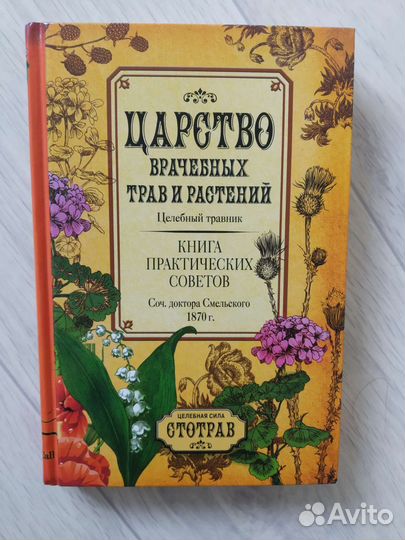 ЦАРСТВО
ВРАЧЕБНЫХ
ТРАВ И РАСТЕНИЙ
Целебный травник
КНИГА
ПРАКТИЧЕСКИХ
СОВЕТОВ
Соч. доктора Смельского
1870 г.
ЦЕЛЕБНАЯ СИЛА
СТОТРАВ
Avito